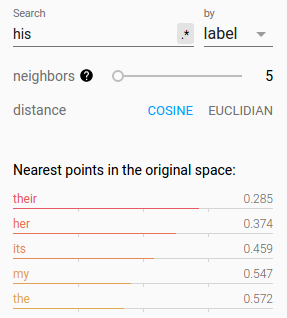 Search by
his .* label
neighbors ? 5
distance COSINE EUCLIDIAN
Nearest points in the original space:
their 0.285
her 0.374
its 0.459
my 0.547
the 0.572